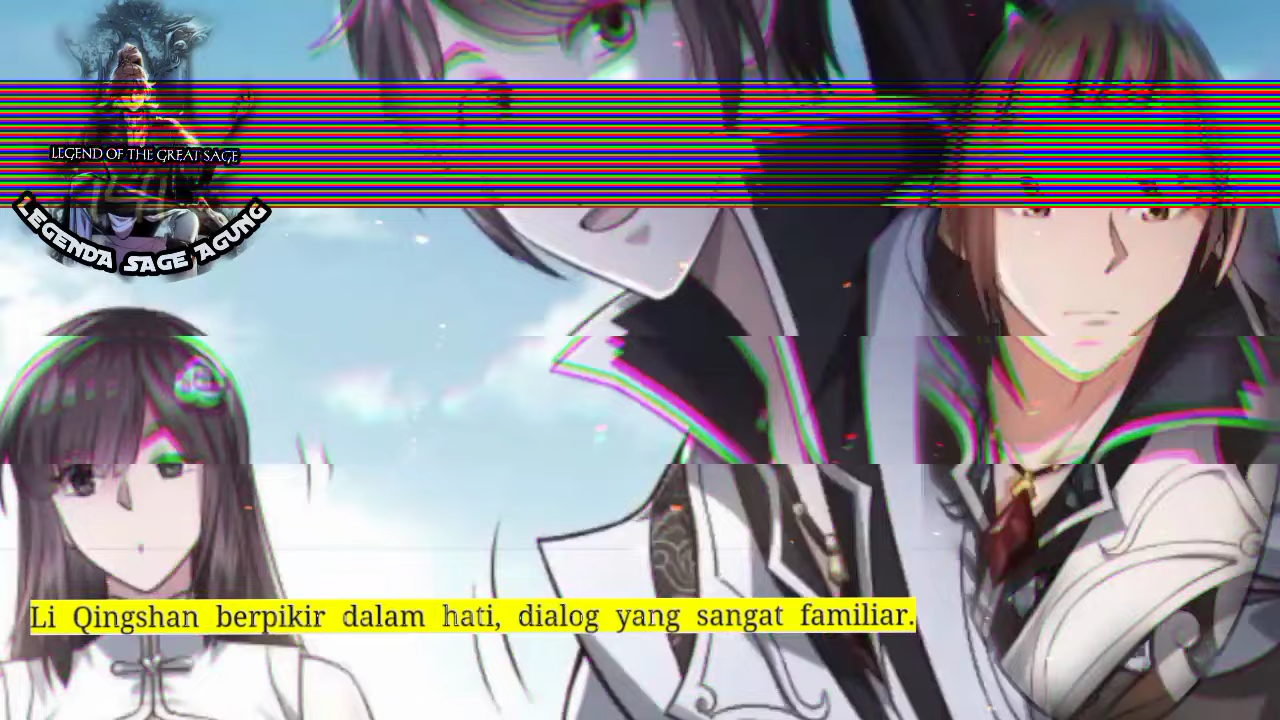 LEGEND OF THE GREAT SAGE
LEGENDA SAGE AGUNG
Li Qingshan berpikir dalam hati, dialog yang sangat familiar.